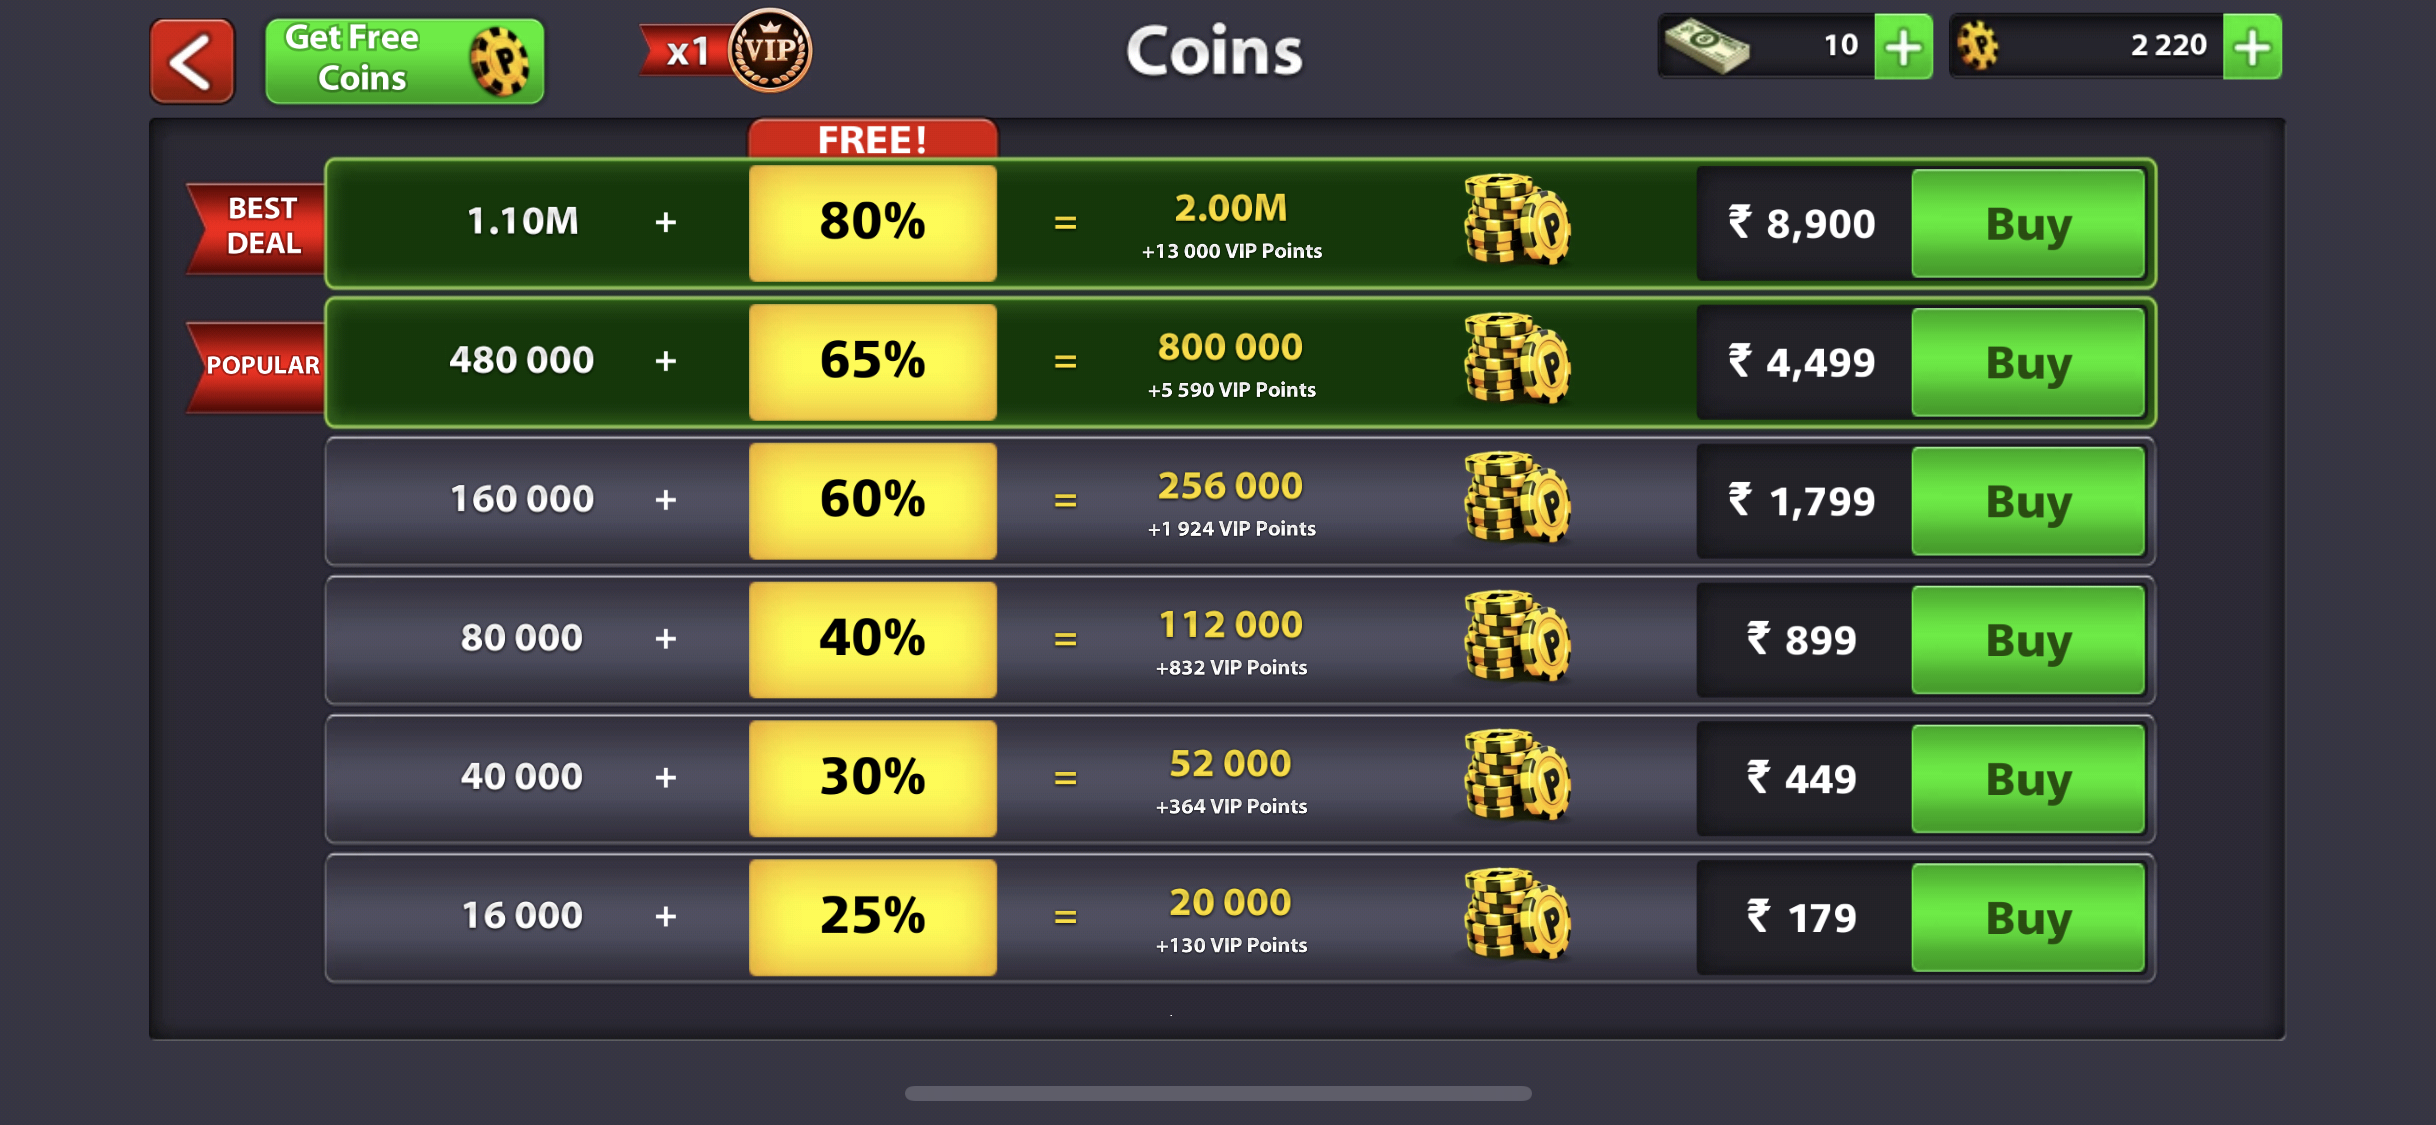 Get Free
Coins
x1 VIP
Coins
10
2 220
FREE!
BEST
DEAL
1.10M + 80% = 2.00M
+13 000 VIP Points
₹ 8,900
Buy
POPULAR
480 000 + 65% = 800 000
+5 590 VIP Points
₹ 4,499
Buy
160 000 + 60% = 256 000
+1 924 VIP Points
₹ 1,799
Buy
80 000 + 40% = 112 000
+832 VIP Points
₹ 899
Buy
40 000 + 30% = 52 000
+364 VIP Points
₹ 449
Buy
16 000 + 25% = 20 000
+130 VIP Points
₹ 179
Buy